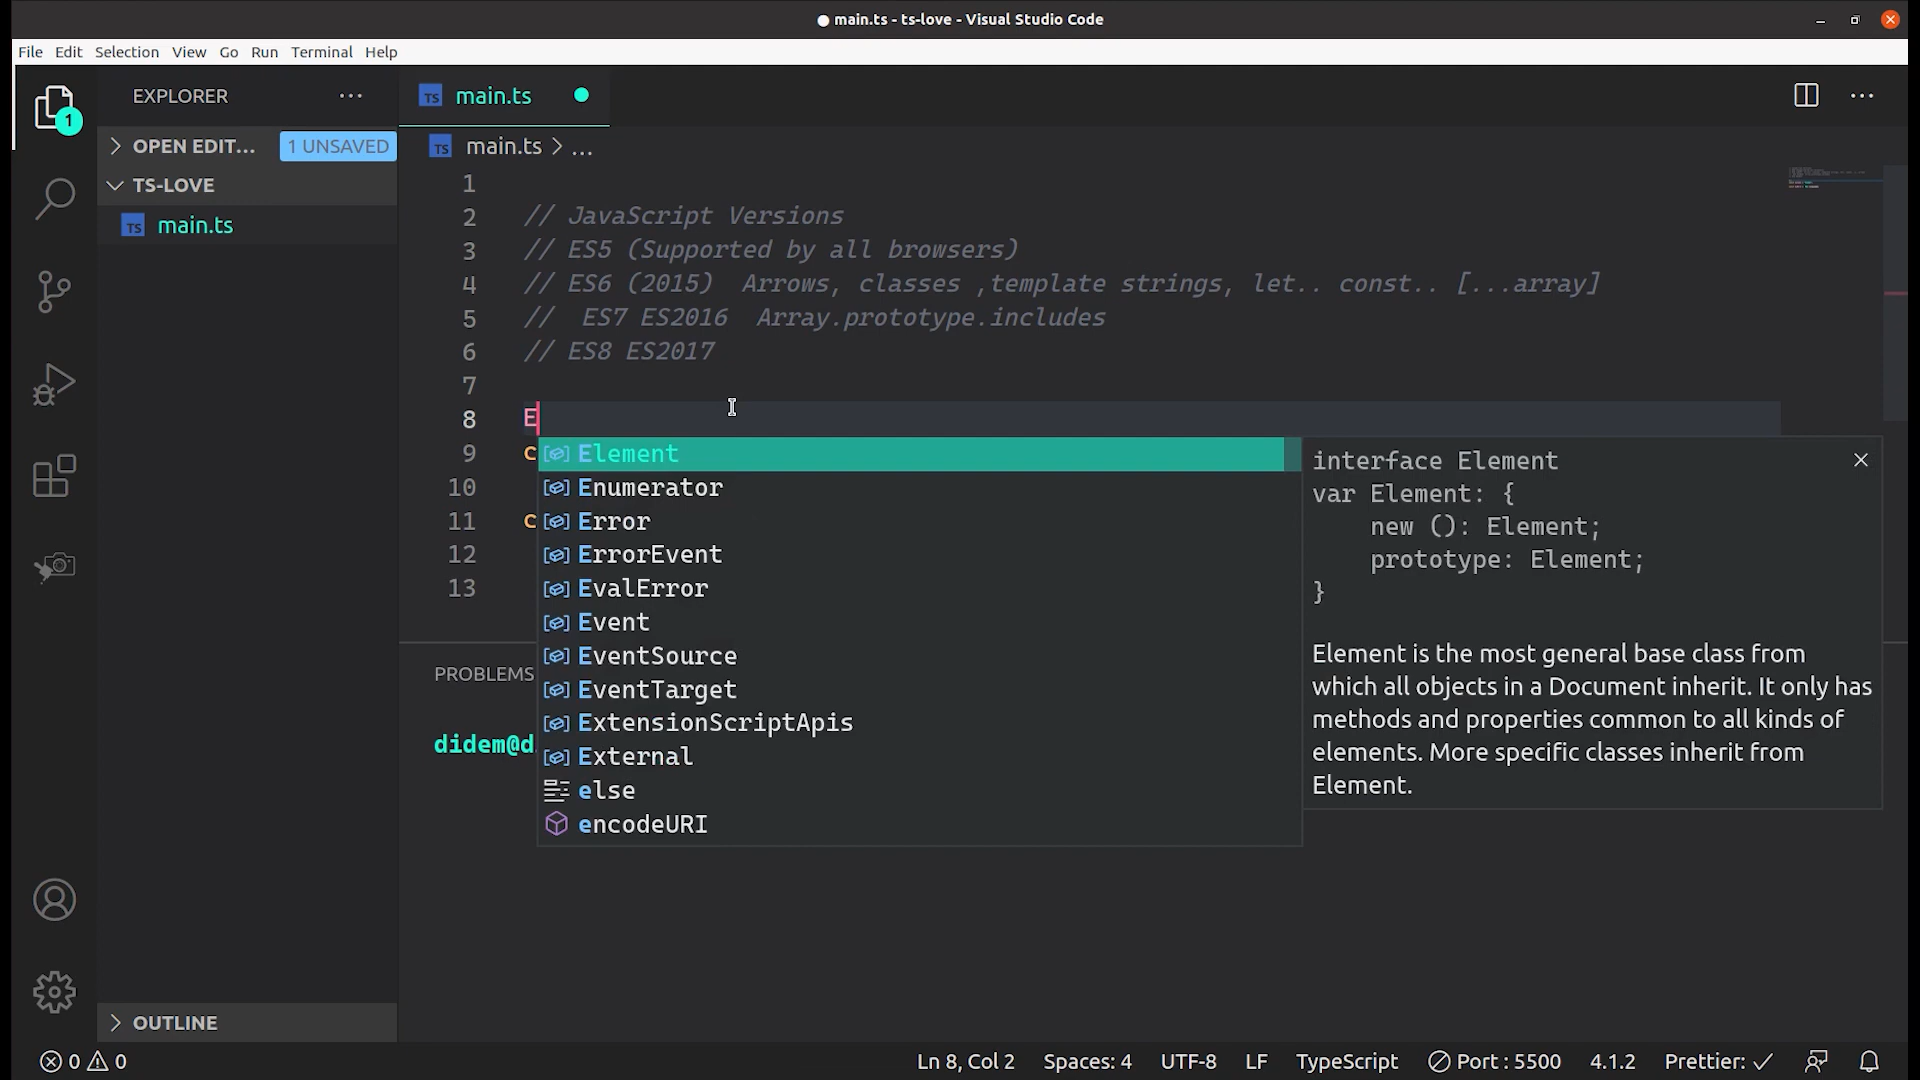 ● main.ts - ts-love - Visual Studio Code
File Edit Selection View Go Run Terminal Help
EXPLORER ...
TS main.ts
1
OPEN EDIT... 1 UNSAVED
TS main.ts > ...
TS-LOVE
TS main.ts
1
2 // JavaScript Versions
3 // ES5 (Supported by all browsers)
4 // ES6 (2015)  Arrows, classes ,template strings, let.. const.. [...array]
5 //  ES7 ES2016  Array.prototype.includes
6 // ES8 ES2017
7
8 E
9 c
10
11 c
12
13
Element
Enumerator
Error
ErrorEvent
EvalError
Event
EventSource
EventTarget
ExtensionScriptApis
External
else
encodeURI
interface Element
var Element: {
new (): Element;
prototype: Element;
}
Element is the most general base class from
which all objects in a Document inherit. It only has
methods and properties common to all kinds of
elements. More specific classes inherit from
Element.
PROBLEMS
didem@d
OUTLINE
0 0 Ln 8, Col 2 Spaces: 4 UTF-8 LF TypeScript Port : 5500 4.1.2 Prettier: ✓